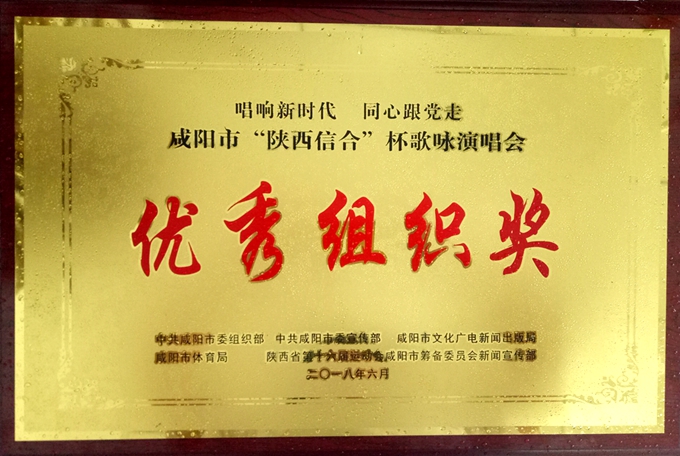 唱响新时代 同心跟党走
咸阳市“陕西信合”杯歌咏演唱会
优秀组织奖
中共咸阳市委组织部 中共咸阳市委宣传部 咸阳市文化广电新闻出版局
咸阳市体育局 陕西省第十六届运动会咸阳市筹备委员会新闻宣传部
二〇一八年六月